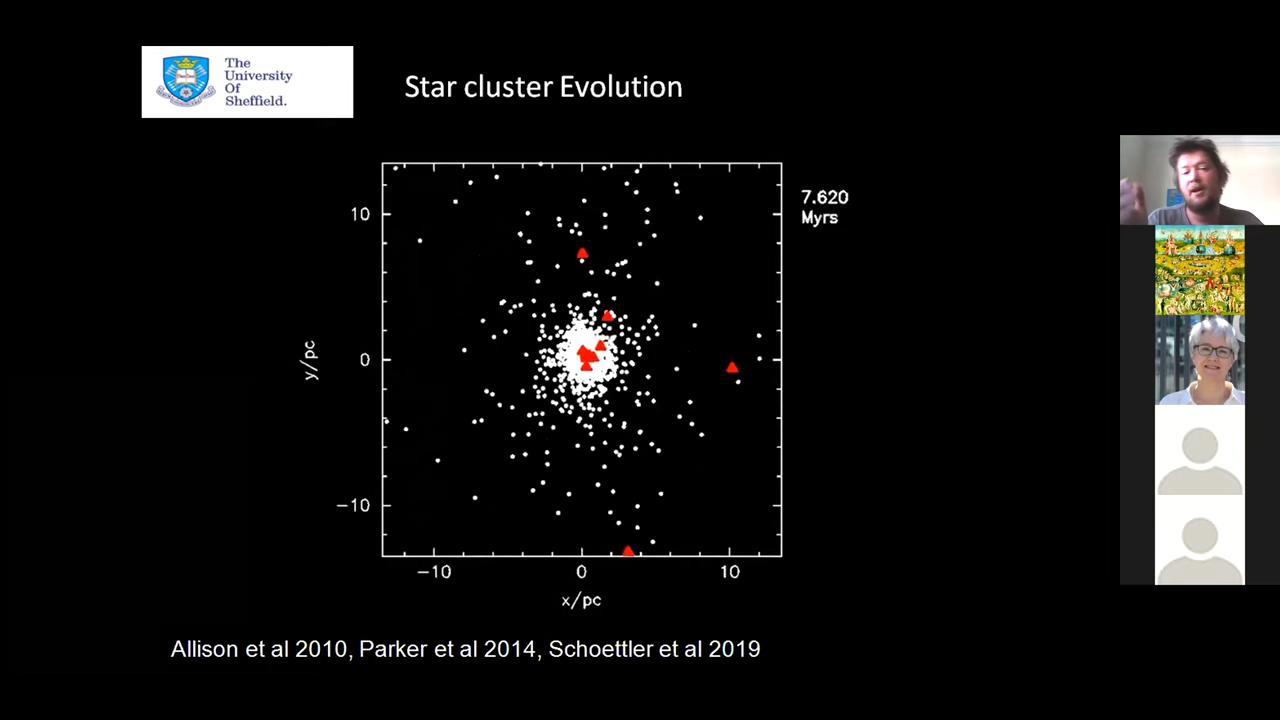 The
University
Of
Sheffield.
Star cluster Evolution
7.620
Myrs
10
0
−10
y/pc
−10
0
10
x/pc
Allison et al 2010, Parker et al 2014, Schoettler et al 2019